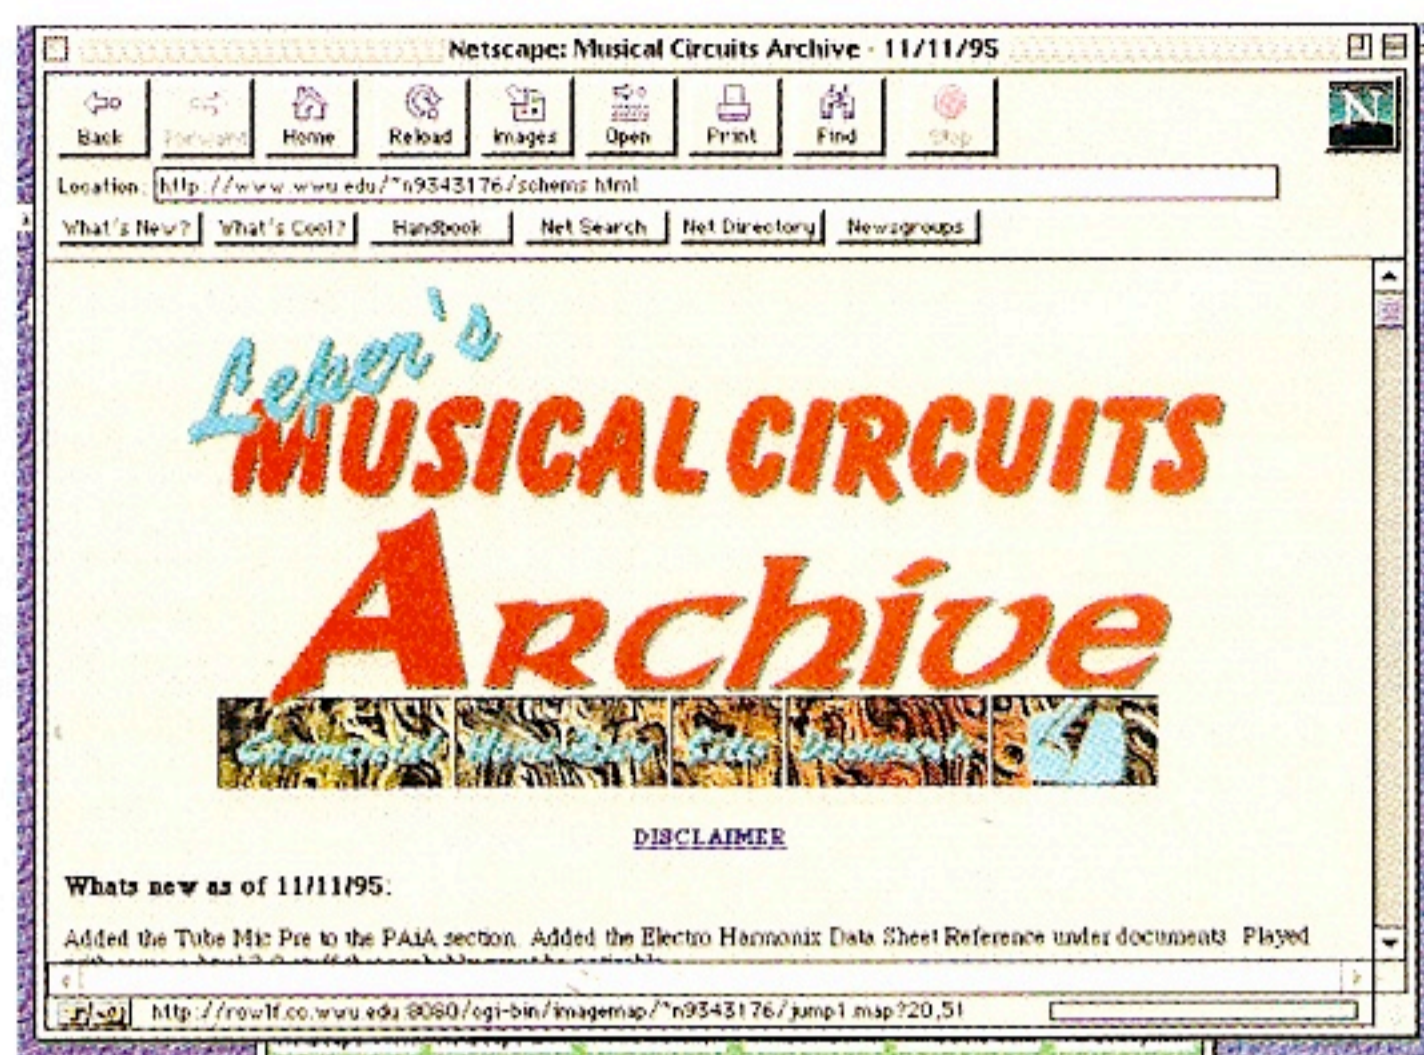 Netscape: Musical Circuits Archive - 11/11/95
Back Forward Home Reload Images Open Print Find Stop
N
Location: http://www.wwu.edu/~n9343176/schems.html
What's New? What's Cool? Handbook Net Search Net Directory Newsgroups
Leper's
MUSICAL CIRCUITS
Archive
Commercial Home Brew Documents
DISCLAIMER
Whats new as of 11/11/95:
Added the Tube Mic Pre to the PAiA section. Added the Electro Harmonix Data Sheet Reference under documents. Played
http://rowlf.cc.wwu.edu:8080/cgi-bin/imagemap/~n9343176/jump1.map?20,51